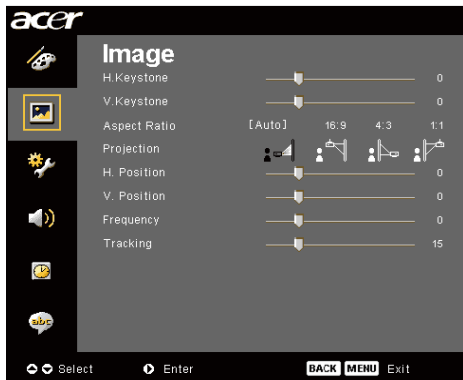 acer
Image
H.Keystone 0
V.Keystone 0
Aspect Ratio [Auto] 16:9 4:3 1:1
Projection
H. Position 0
V. Position 0
Frequency 0
Tracking 15
abc
Select Enter BACK MENU Exit